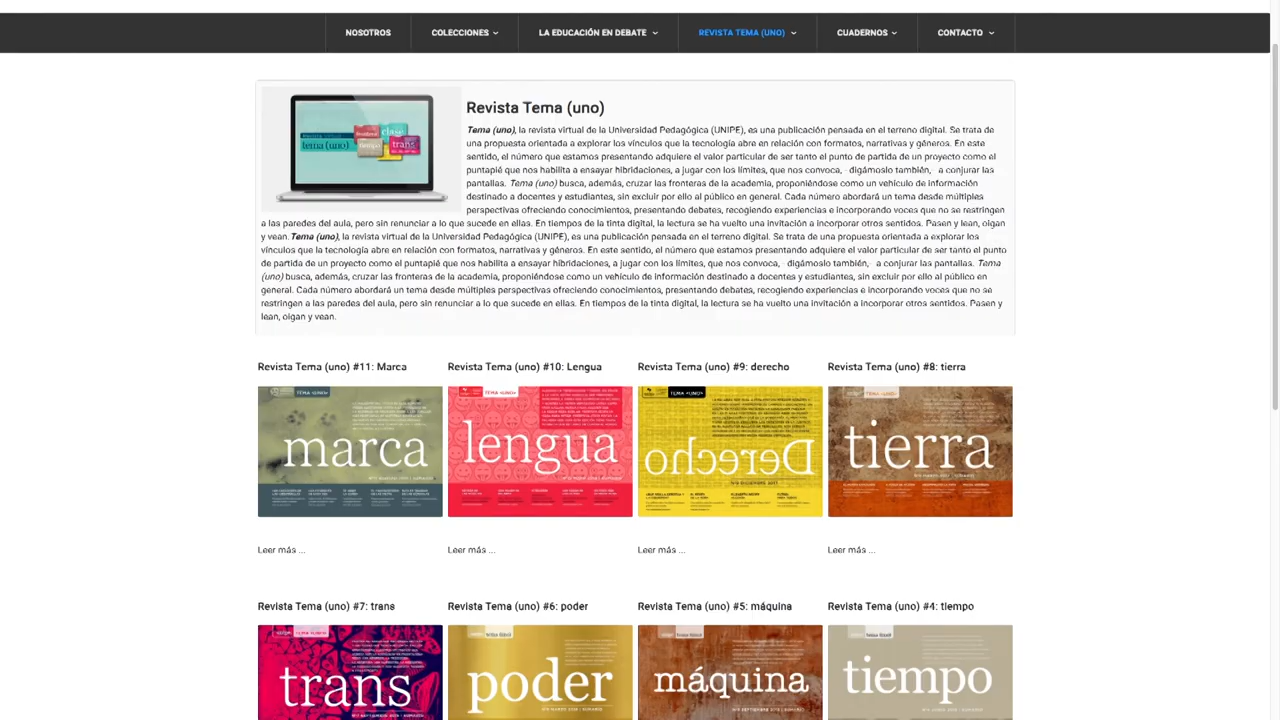 NOSOTROS
COLECCIONES
LA EDUCACIÓN EN DEBATE
REVISTA TEMA (UNO)
CUADERNOS
CONTACTO
Revista Tema (uno)
Tema (uno), la revista virtual de la Universidad Pedagógica (UNIPE), es una publicación pensada en el terreno digital. Se trata de
una propuesta orientada a explorar los vínculos que la tecnología abre en relación con formatos, narrativas y géneros. En este
sentido, el número que estamos presentando adquiere el valor particular de ser tanto el punto de partida de un proyecto como el
puntapié que nos habilita a ensayar hibridaciones, a jugar con los límites, que nos convoca, - digámoslo también, - a conjurar las
pantallas. Tema (uno) busca, además, cruzar las fronteras de la academia, proponiéndose como un vehículo de información
destinado a docentes y estudiantes, sin excluir por ello al público en general. Cada número abordará un tema desde múltiples
perspectivas ofreciendo conocimientos, presentando debates, recogiendo experiencias e incorporando voces que no se restringen
a las paredes del aula, pero sin renunciar a lo que sucede en ellas. En tiempos de la tinta digital, la lectura se ha vuelto una invitación a incorporar otros sentidos. Pasen y lean, oigan
y vean. Tema (uno), la revista virtual de la Universidad Pedagógica (UNIPE), es una publicación pensada en el terreno digital. Se trata de una propuesta orientada a explorar los
vínculos que la tecnología abre en relación con formatos, narrativas y géneros. En este sentido, el número que estamos presentando adquiere el valor particular de ser tanto el punto
de partida de un proyecto como el puntapié que nos habilita a ensayar hibridaciones, a jugar con los límites, que nos convoca, - digámoslo también, - a conjurar las pantallas. Tema
(uno) busca, además, cruzar las fronteras de la academia, proponiéndose como un vehículo de información destinado a docentes y estudiantes, sin excluir por ello al público en
general. Cada número abordará un tema desde múltiples perspectivas ofreciendo conocimientos, presentando debates, recogiendo experiencias e incorporando voces que no se
restringen a las paredes del aula, pero sin renunciar a lo que sucede en ellas. En tiempos de la tinta digital, la lectura se ha vuelto una invitación a incorporar otros sentidos. Pasen y
lean, oigan y vean.
tema (uno)
clase
tiempo
trans
Revista Tema (uno) #11: Marca
Revista Tema (uno) #10: Lengua
Revista Tema (uno) #9: derecho
Revista Tema (uno) #8: tierra
TEMA (UNO)
marca
TEMA (UNO)
lengua
TEMA (UNO)
Derecho
tierra
Leer más ...
Leer más ...
Leer más ...
Leer más ...
Revista Tema (uno) #7: trans
Revista Tema (uno) #6: poder
Revista Tema (uno) #5: máquina
Revista Tema (uno) #4: tiempo
trans
poder
máquina
tiempo